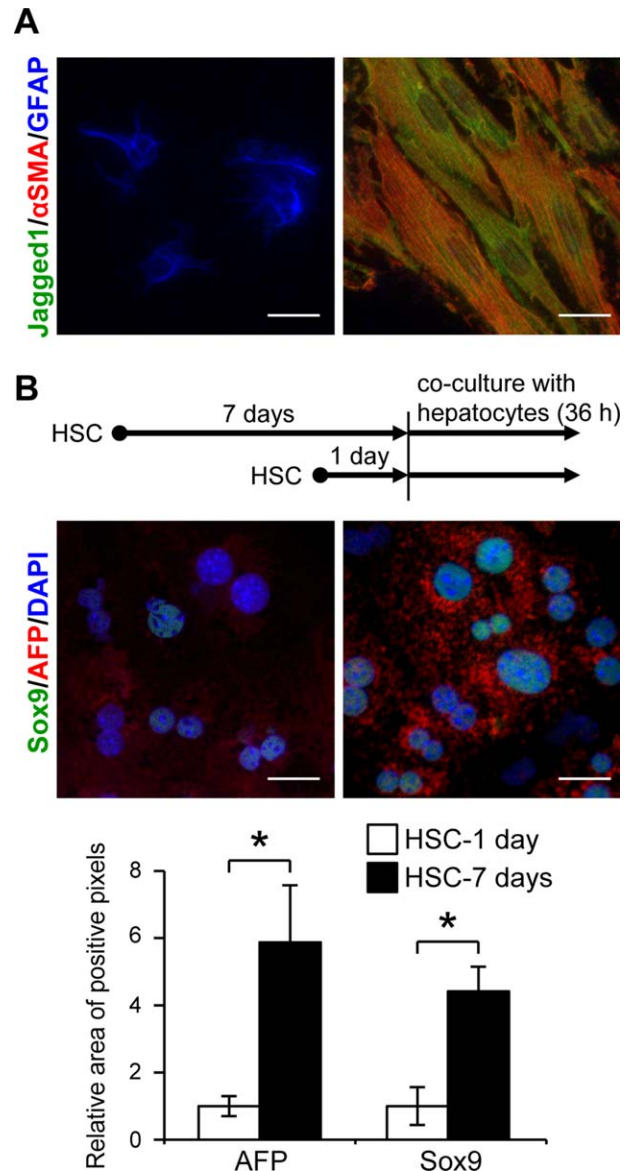 A
Jagged1/αSMA/GFAP
B
co-culture with
hepatocytes (36 h)
7 days
HSC
1 day
HSC
Sox9/AFP/DAPI
HSC-1 day
HSC-7 days
Relative area of positive pixels
8
6
4
2
0
*
*
AFP
Sox9